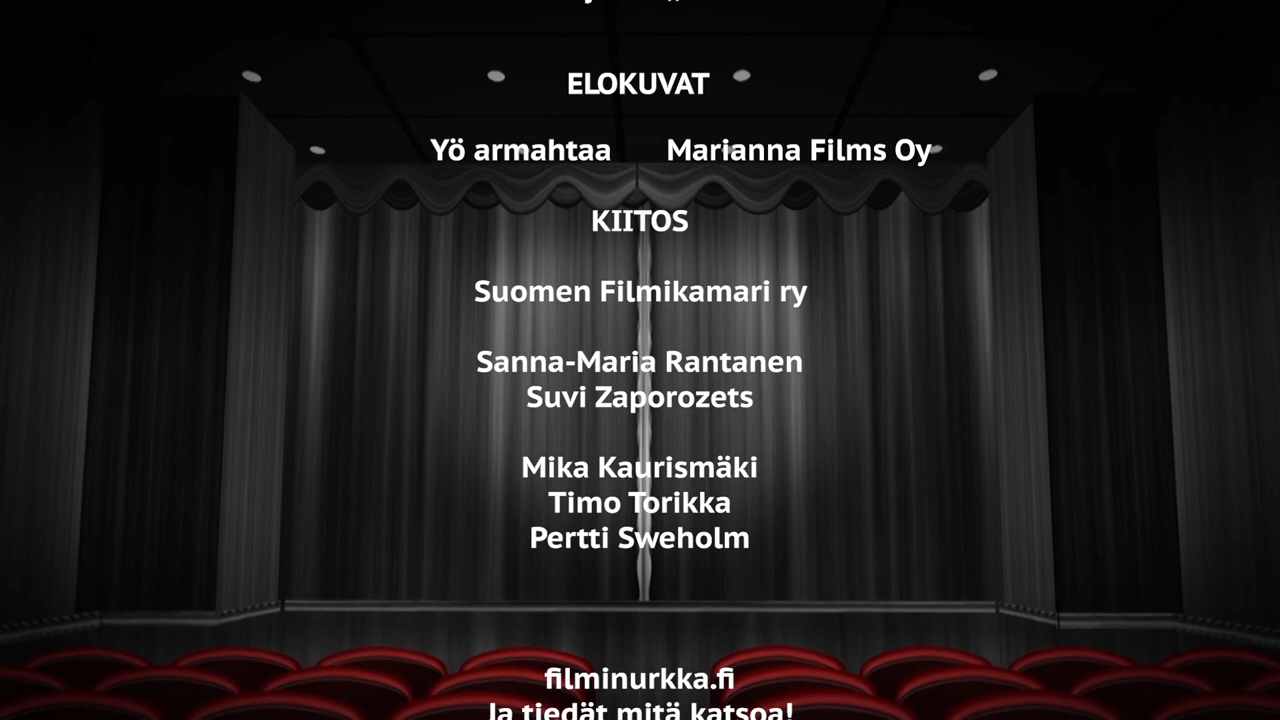 ELOKUVAT
Yö armahtaa Marianna Films Oy
KIITOS
Suomen Filmikamari ry
Sanna-Maria Rantanen
Suvi Zaporozets
Mika Kaurismäki
Timo Torikka
Pertti Sweholm
filminurkka.fi
Ja tiedät mitä katsoa!